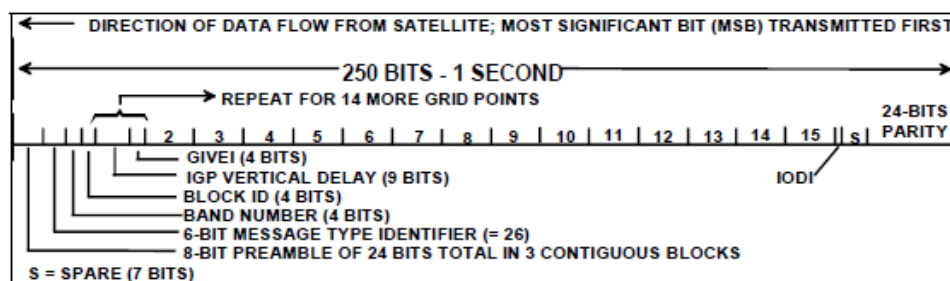 DIRECTION OF DATA FLOW FROM SATELLITE; MOST SIGNIFICANT BIT (MSB) TRANSMITTED FIRST
250 BITS - 1 SECOND
REPEAT FOR 14 MORE GRID POINTS
24-BITS
PARITY
2 3 4 5 6 7 8 9 10 11 12 13 14 15 S
GIVEI (4 BITS)
IGP VERTICAL DELAY (9 BITS)
IODI
BLOCK ID (4 BITS)
BAND NUMBER (4 BITS)
6-BIT MESSAGE TYPE IDENTIFIER (= 26)
8-BIT PREAMBLE OF 24 BITS TOTAL IN 3 CONTIGUOUS BLOCKS
S = SPARE (7 BITS)